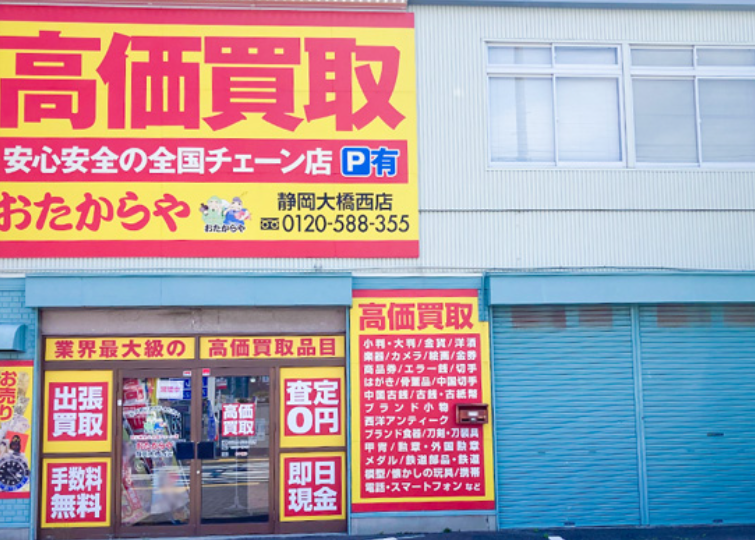 高価買取
安心安全の全国チェーン店 P有
おたからや
おたからや
静岡大橋西店
0120-588-355
業界最大級の 高価買取品目
出張
買取
手数料
無料
高価
買取
査定
0円
即日
現金
高価買取
小判・大判/金貨/洋酒
楽器/カメラ/絵画/金券
商品券/エラー銭/切手
はがき/骨董品/中国切手
中国古銭/古銭・古紙幣
ブランド小物
西洋アンティーク
ブランド食器/刀剣・刀装具
甲冑/勲章・外国勲章
メダル/鉄道部品・鉄道
模型/懐かしの玩具/携帯
電話・スマートフォン など
お売り